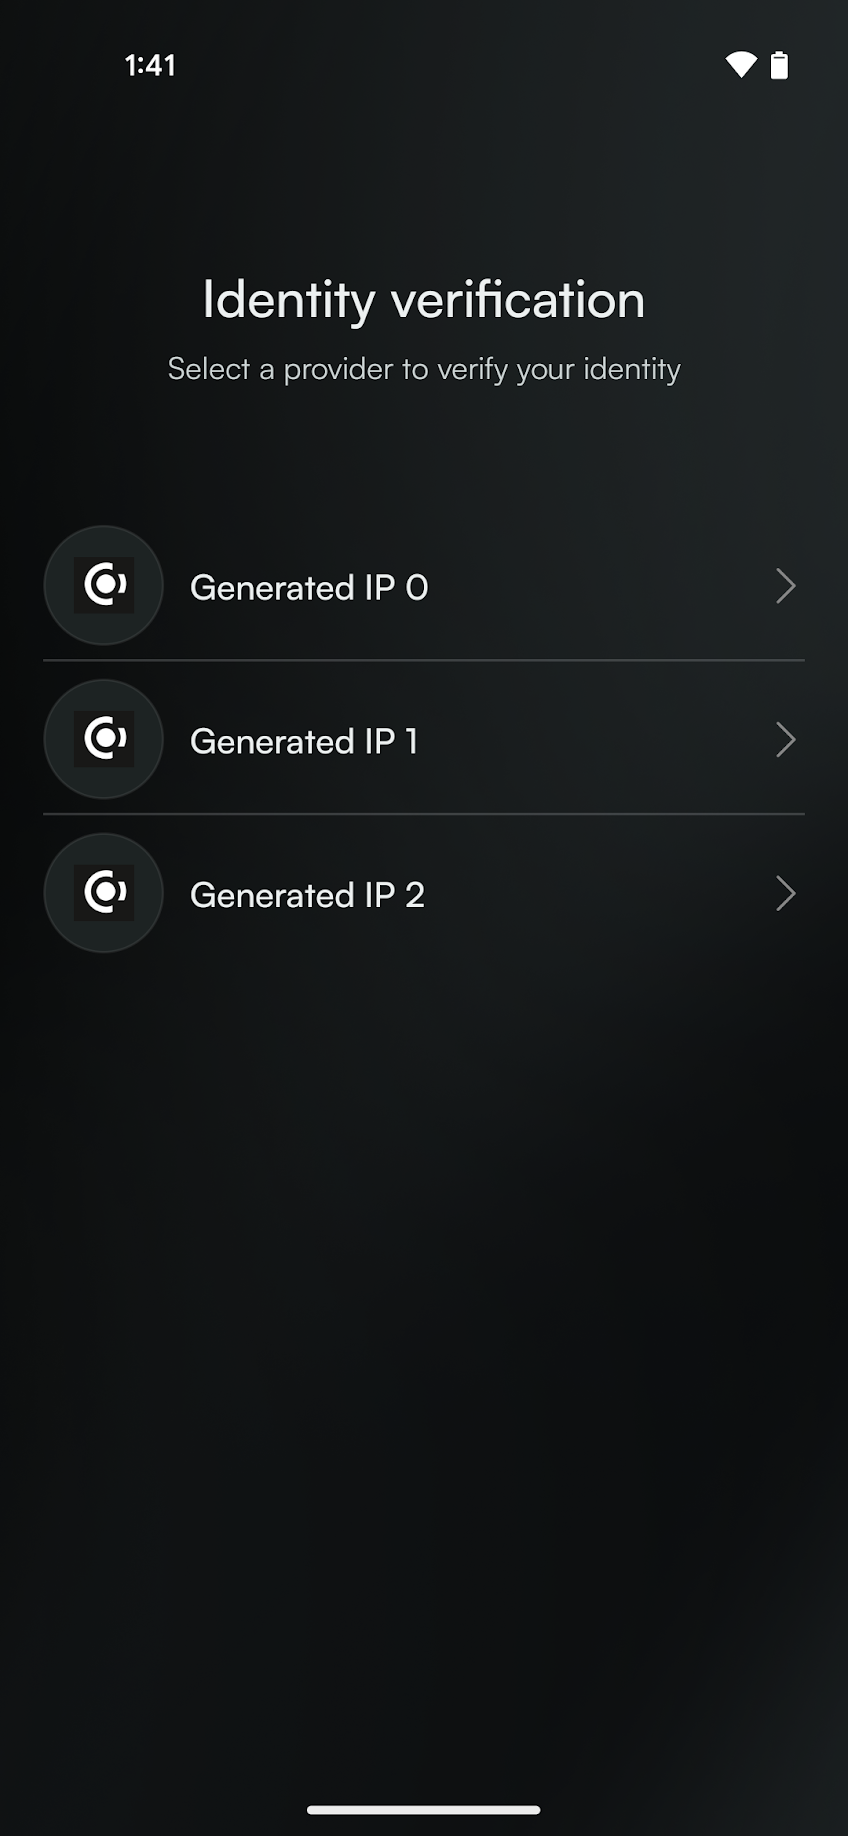 1:41
Identity verification
Select a provider to verify your identity
Generated IP 0
Generated IP 1
Generated IP 2